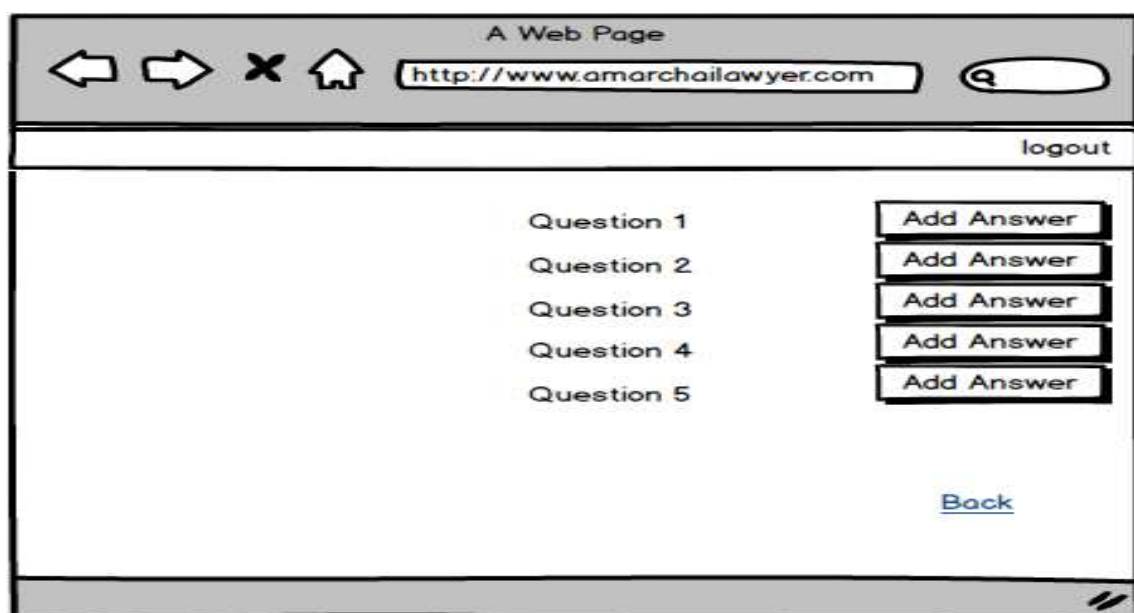 A Web Page
http://www.amarchailawyer.com
logout
Question 1 Add Answer
Question 2 Add Answer
Question 3 Add Answer
Question 4 Add Answer
Question 5 Add Answer
Back